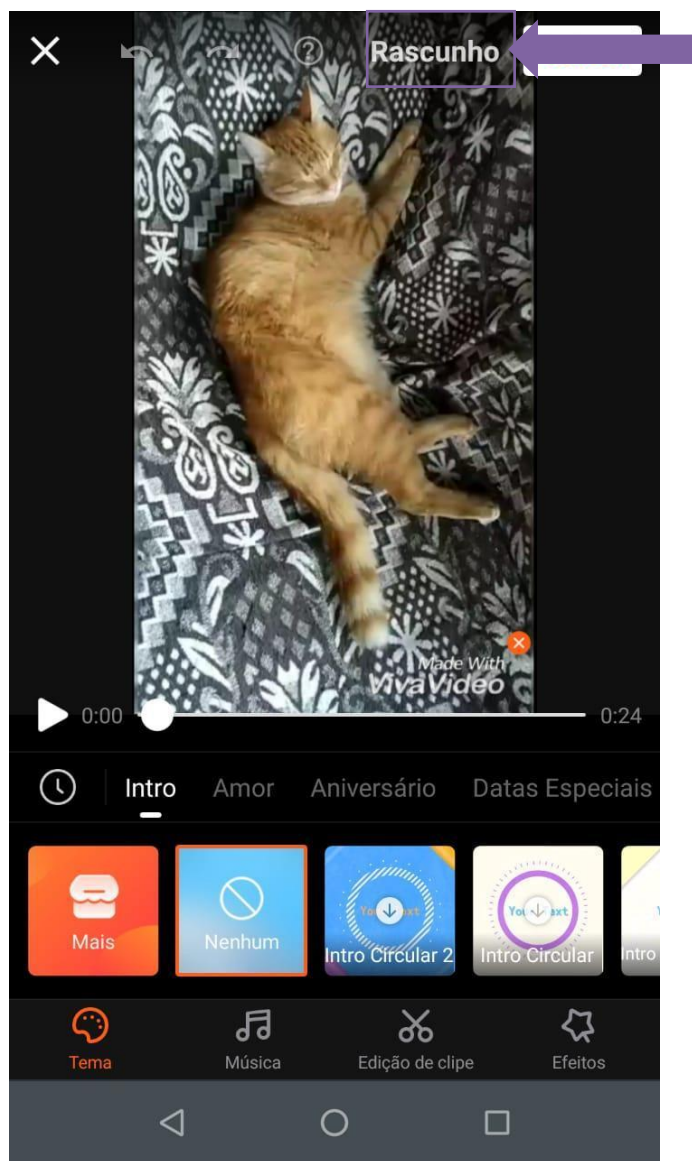 Rascunho
Made With
VivaVideo
0:00
0:24
Intro Amor Aniversário Datas Especiais
Mais
Nenhum
Intro Circular 2
Intro Circular
Intro
Tema
Música
Edição de clipe
Efeitos